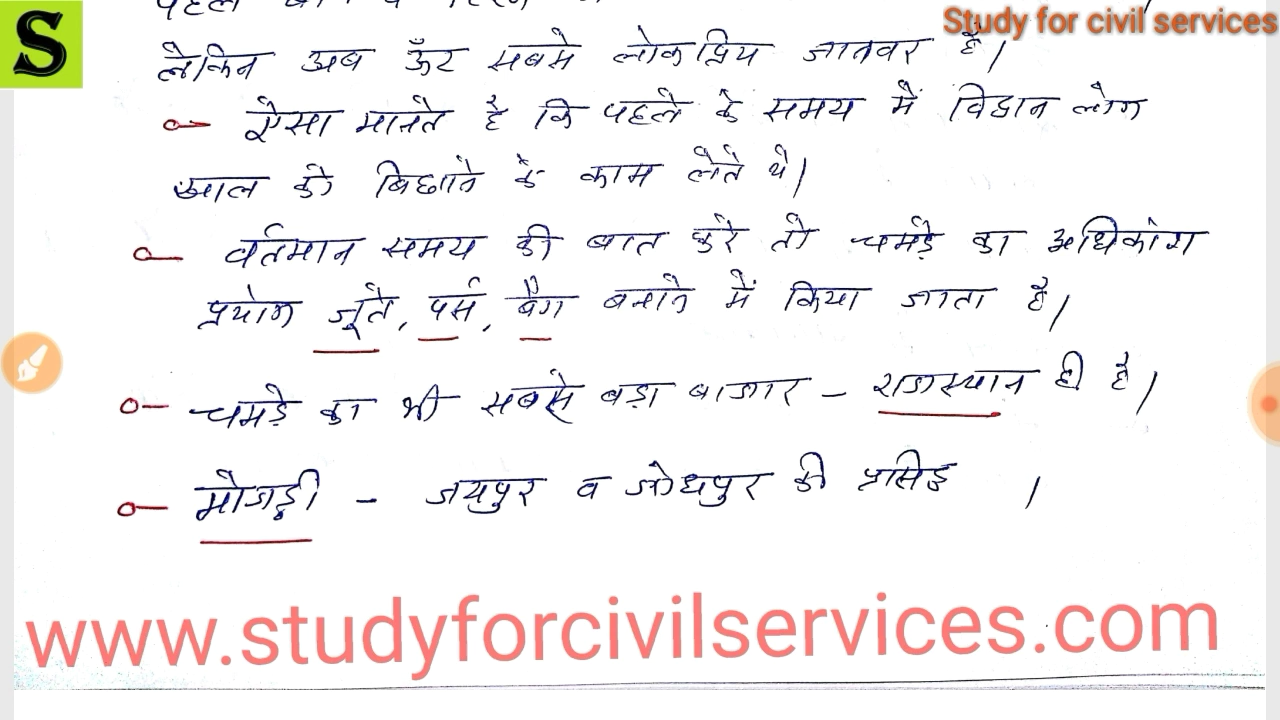 S
Study for civil services
पहले
लेकिन अब ऊँट सबसे लोकप्रिय जानवर है।
ऐसा मानते है कि पहले के समय में विद्वान लोग
खाल को बिछाने के काम लेते थे।
वर्तमान समय की बात करे तो चमड़े का अधिकांश
प्रयोग जूते, पर्स, बैग बनाने में किया जाता है।
चमड़े का भी सबसे बड़ा बाजार - राजस्थान ही है।
मोजड़ी - जयपुर व जोधपुर की प्रसिद्ध ।
www.studyforcivilservices.com